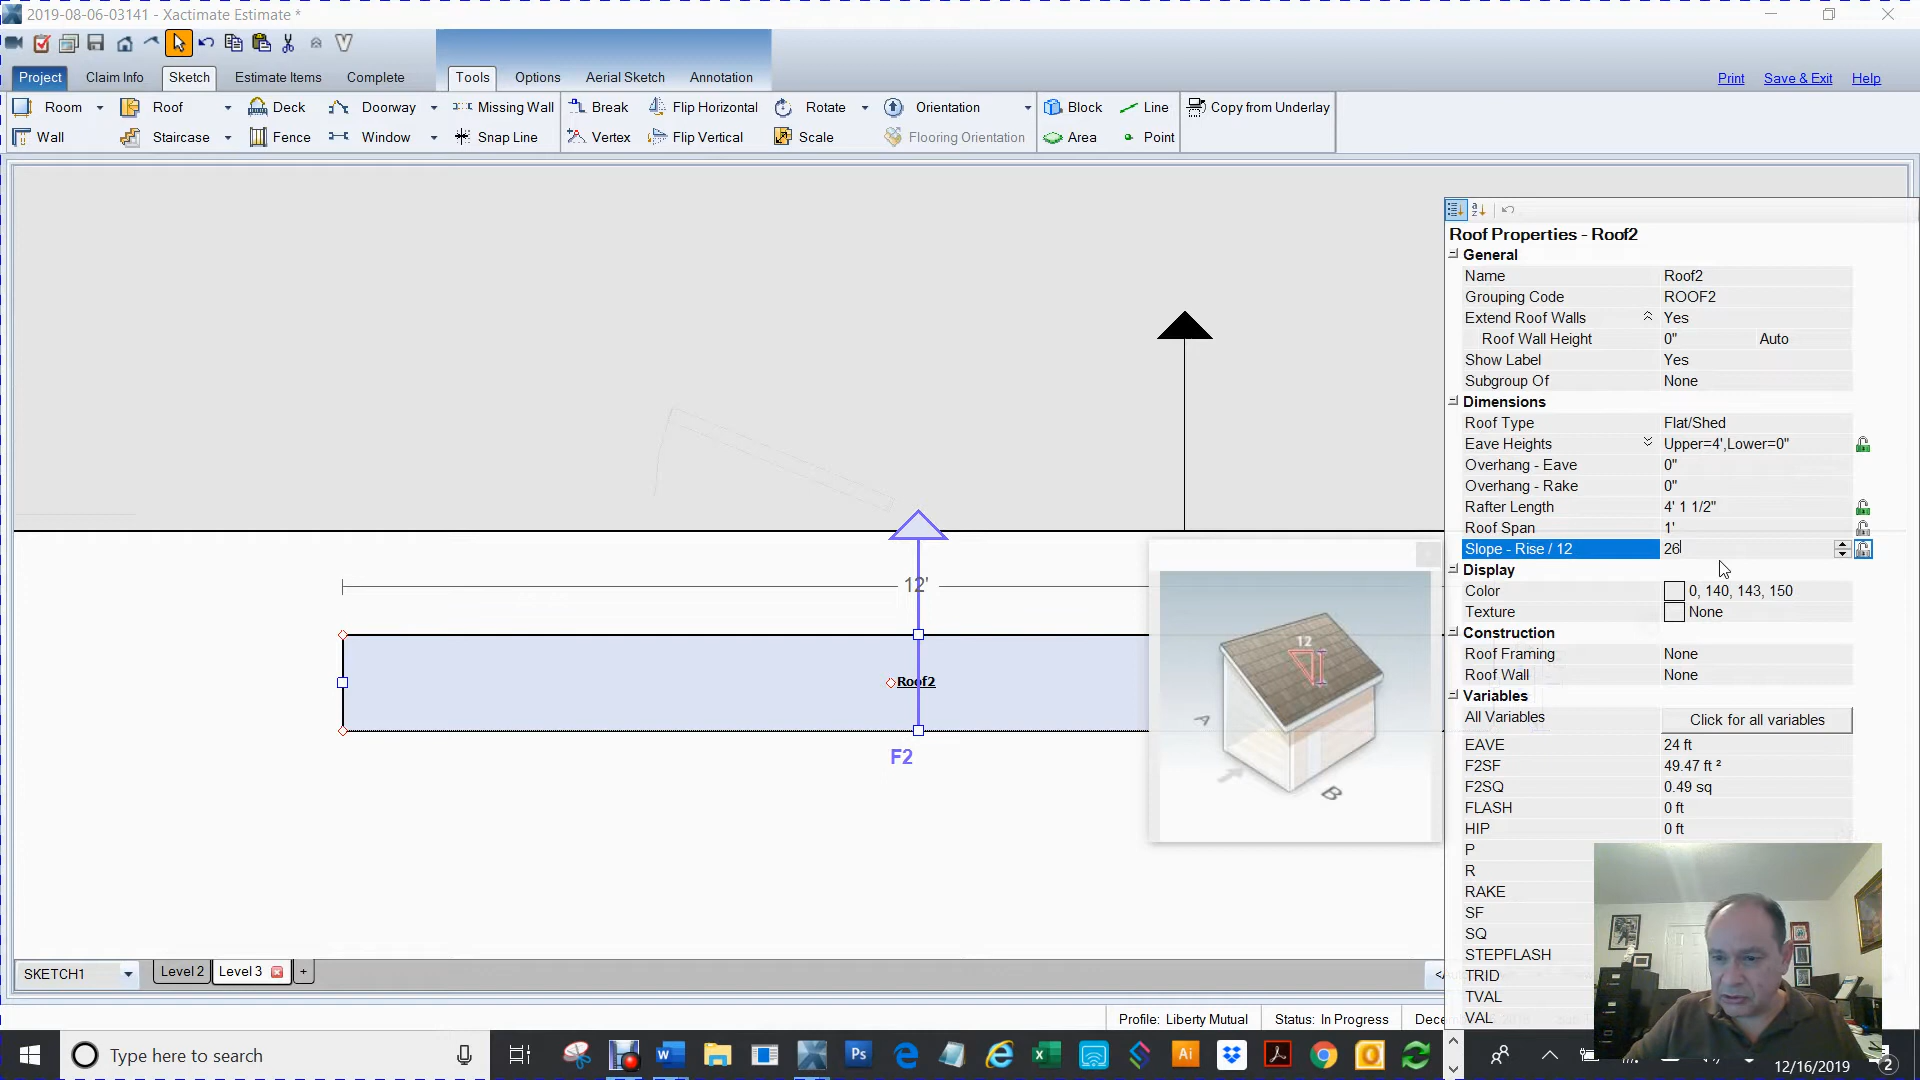 2019-08-06-03141 - Xactimate Estimate *
Project Claim Info Sketch Estimate Items Complete Tools Options Aerial Sketch Annotation Print Save & Exit Help
Room Roof Deck Doorway Missing Wall Break Flip Horizontal Rotate Orientation Block Line Copy from Underlay
Wall Staircase Fence Window Snap Line Vertex Flip Vertical Scale Flooring Orientation Area Point
Roof Properties - Roof2
General
Name Roof2
Grouping Code ROOF2
Extend Roof Walls Yes
Roof Wall Height 0" Auto
Show Label Yes
Subgroup Of None
Dimensions
Roof Type Flat/Shed
Eave Heights Upper=4',Lower=0"
Overhang - Eave 0"
Overhang - Rake 0"
Rafter Length 4' 1 1/2"
Roof Span 1'
Slope - Rise / 12 26
Display
Color 0, 140, 143, 150
Texture None
Construction
Roof Framing None
Roof Wall None
Variables
All Variables Click for all variables
EAVE 24 ft
F2SF 49.47 ft ²
F2SQ 0.49 sq
FLASH 0 ft
HIP 0 ft
P
R
RAKE
SF
SQ
STEPFLASH
TRID
TVAL
VAL
12'
Roof2
F2
12
A
B
SKETCH1 Level 2 Level 3 +
Profile: Liberty Mutual Status: In Progress
Type here to search
12/16/2019 2